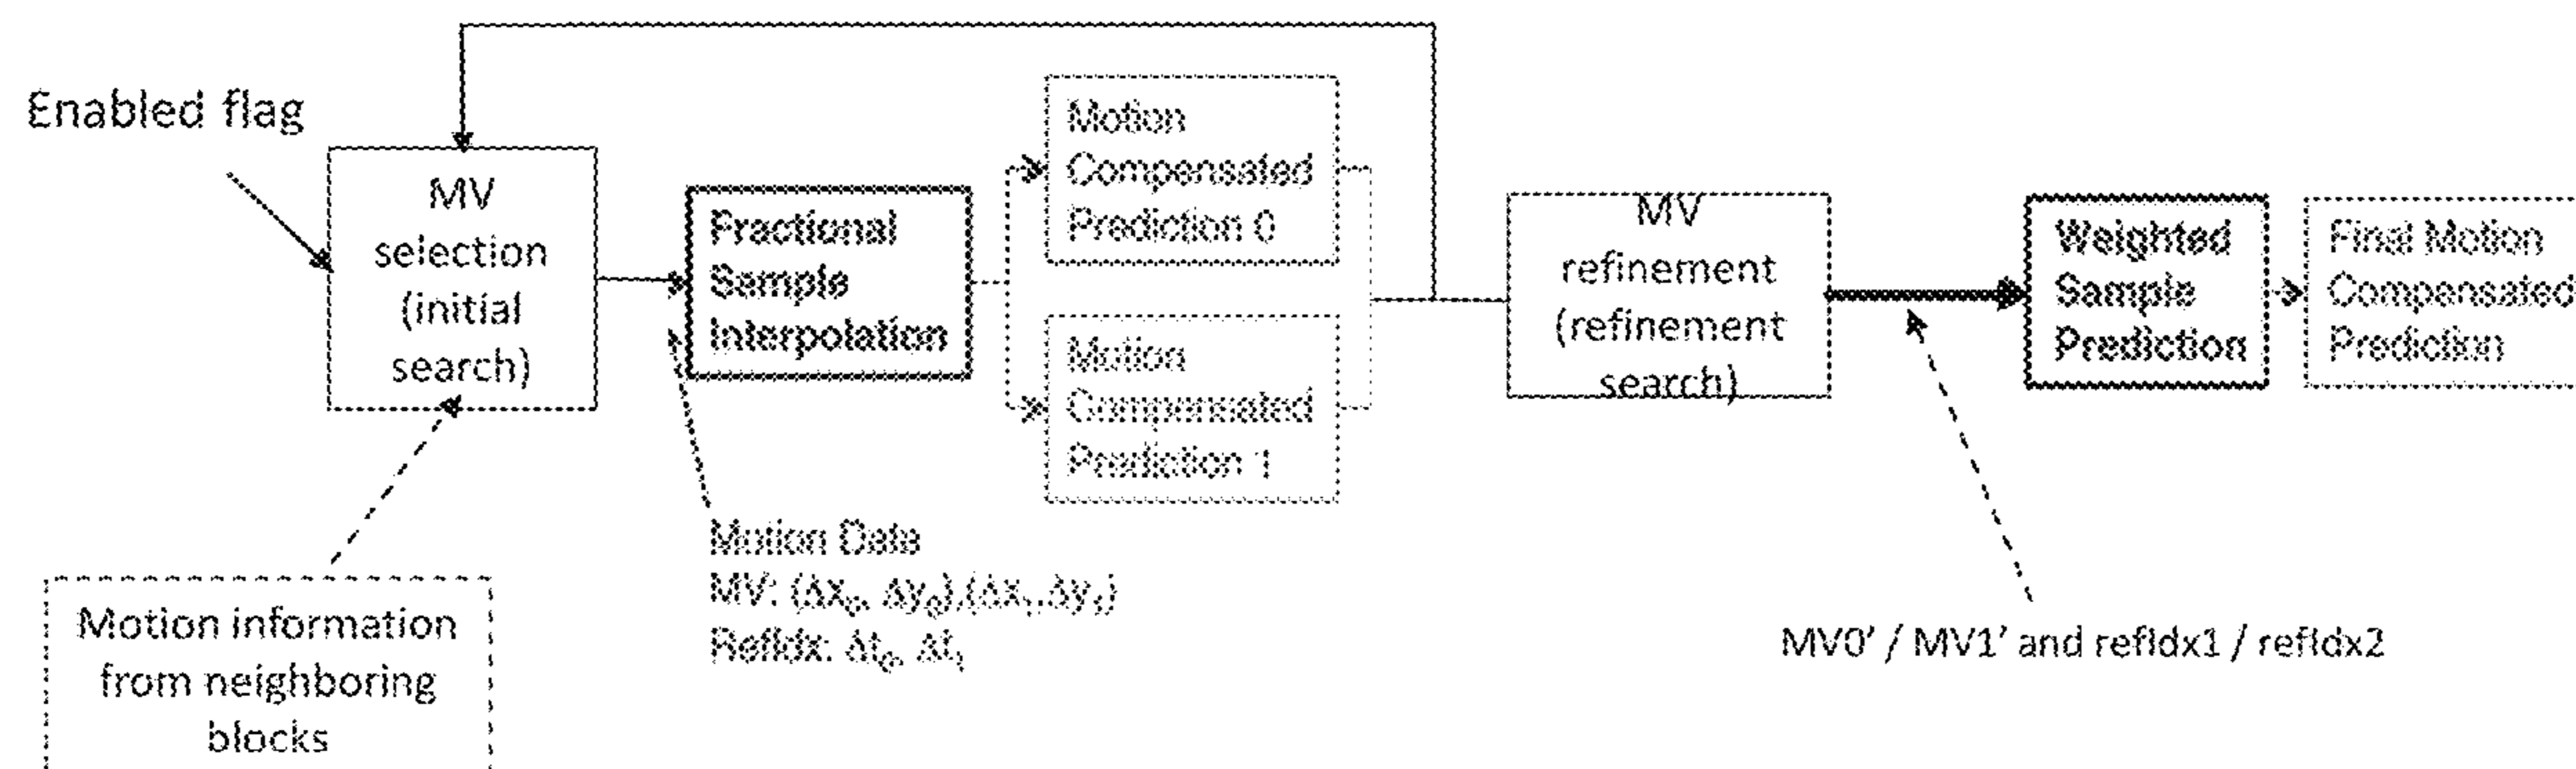 Enabled flag
MV
selection
(initial
search)
Fractional
Sample
Interpolation
Motion
Compensated
Prediction 0
Motion
Compensated
Prediction 1
MV
refinement
(refinement
search)
Weighted
Sample
Prediction
Final Motion
Compensated
Prediction
Motion Data
MV: (Δx₀, Δy₀),(Δx₁,Δy₁)
RefIdx: Δt₀, Δt₁
MV0' / MV1' and refIdx1 / refIdx2
Motion information
from neighboring
blocks